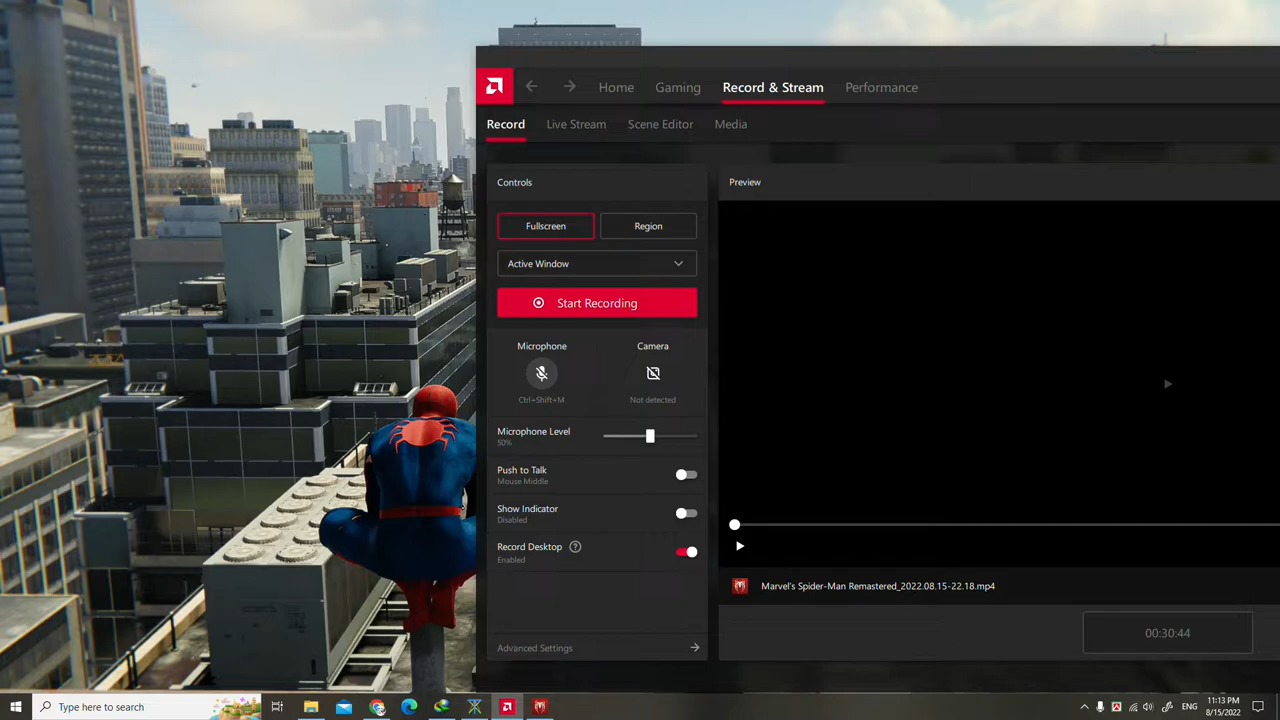 Home Gaming Record & Stream Performance
Record Live Stream Scene Editor Media
Controls
Fullscreen Region
Active Window
Start Recording
Microphone Camera
Ctrl+Shift+M Not detected
Microphone Level
50%
Push to Talk
Mouse Middle
Show Indicator
Disabled
Record Desktop ?
Enabled
Advanced Settings
Preview
Marvel's Spider-Man Remastered_2022.08.15-22.18.mp4
00:30:44
Type here to search
ENG
11:13 PM
8/15/2022